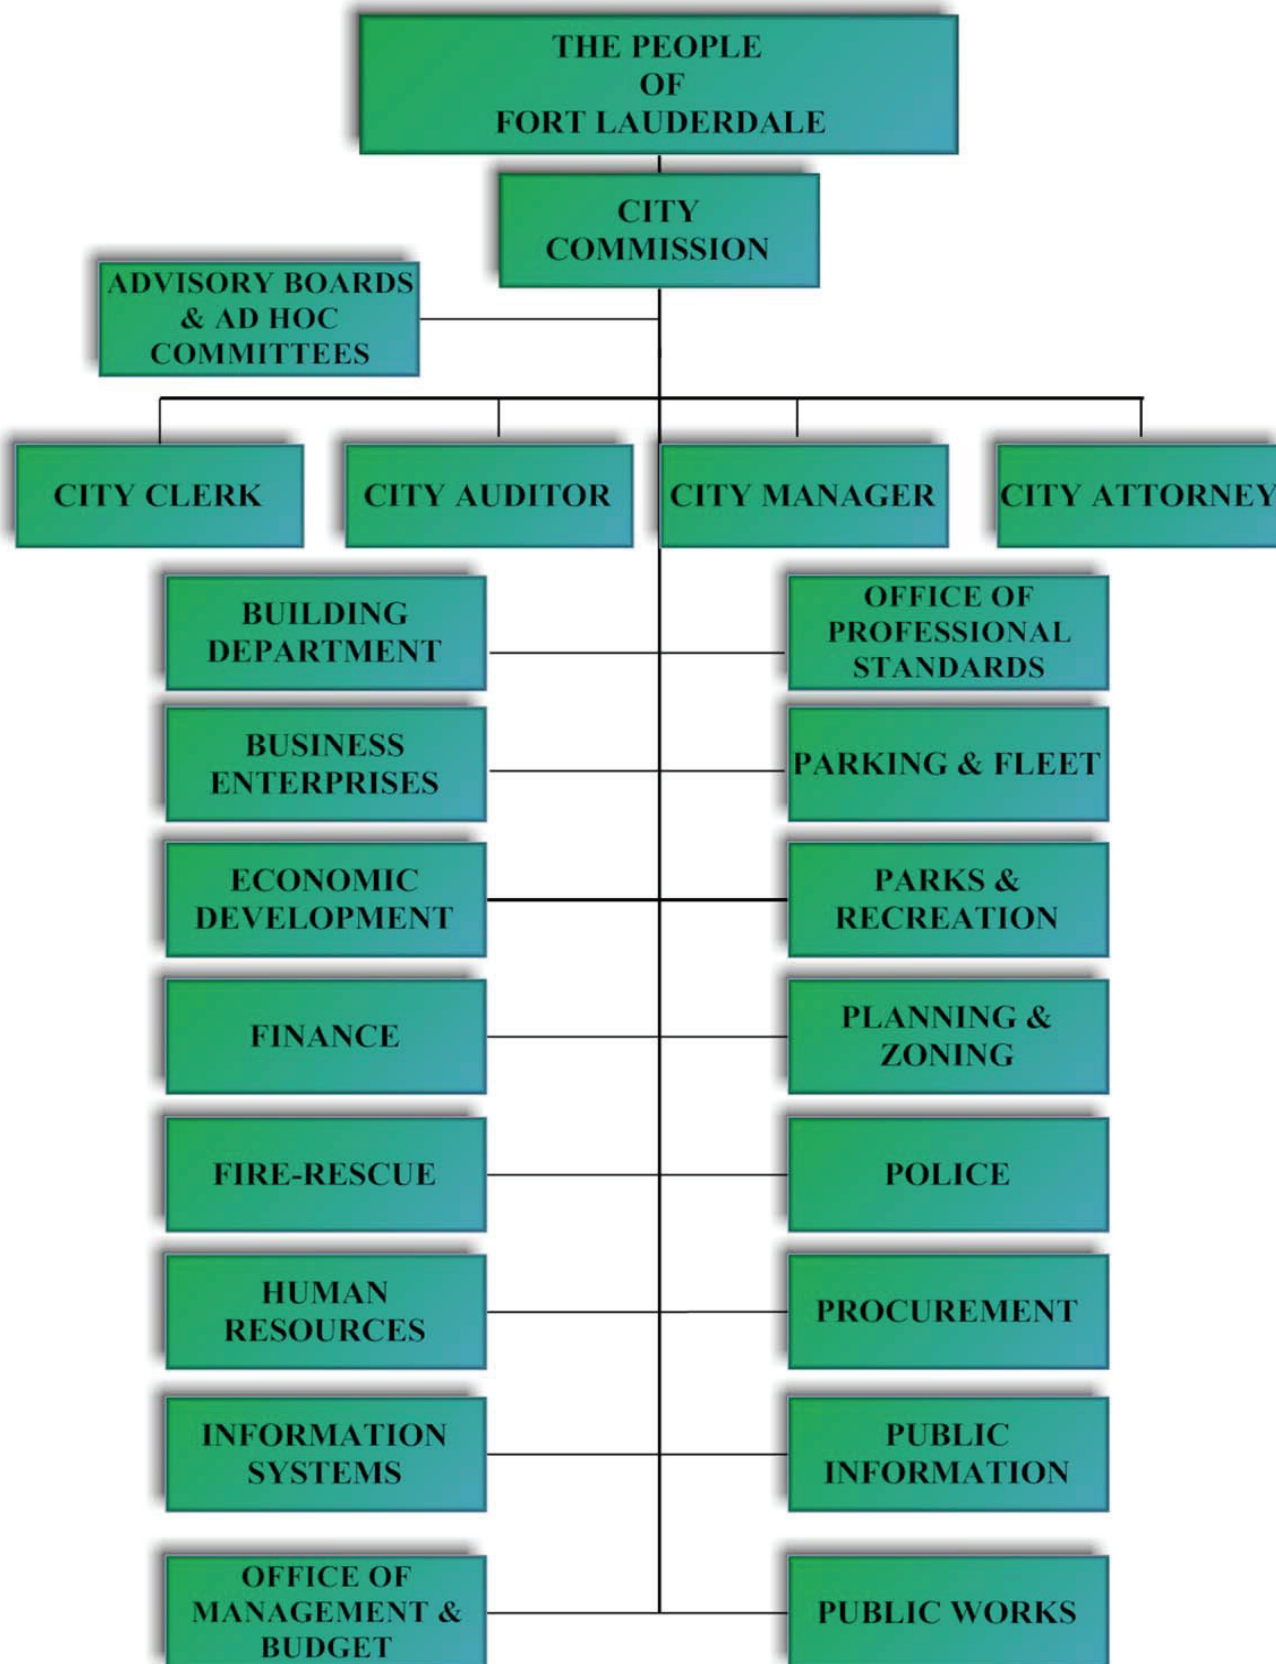 THE PEOPLE
OF
FORT LAUDERDALE
CITY
COMMISSION
ADVISORY BOARDS
& AD HOC
COMMITTEES
CITY CLERK
CITY AUDITOR
CITY MANAGER
CITY ATTORNEY
BUILDING
DEPARTMENT
OFFICE OF
PROFESSIONAL
STANDARDS
BUSINESS
ENTERPRISES
PARKING & FLEET
ECONOMIC
DEVELOPMENT
PARKS &
RECREATION
FINANCE
PLANNING &
ZONING
FIRE-RESCUE
POLICE
HUMAN
RESOURCES
PROCUREMENT
INFORMATION
SYSTEMS
PUBLIC
INFORMATION
OFFICE OF
MANAGEMENT &
BUDGET
PUBLIC WORKS